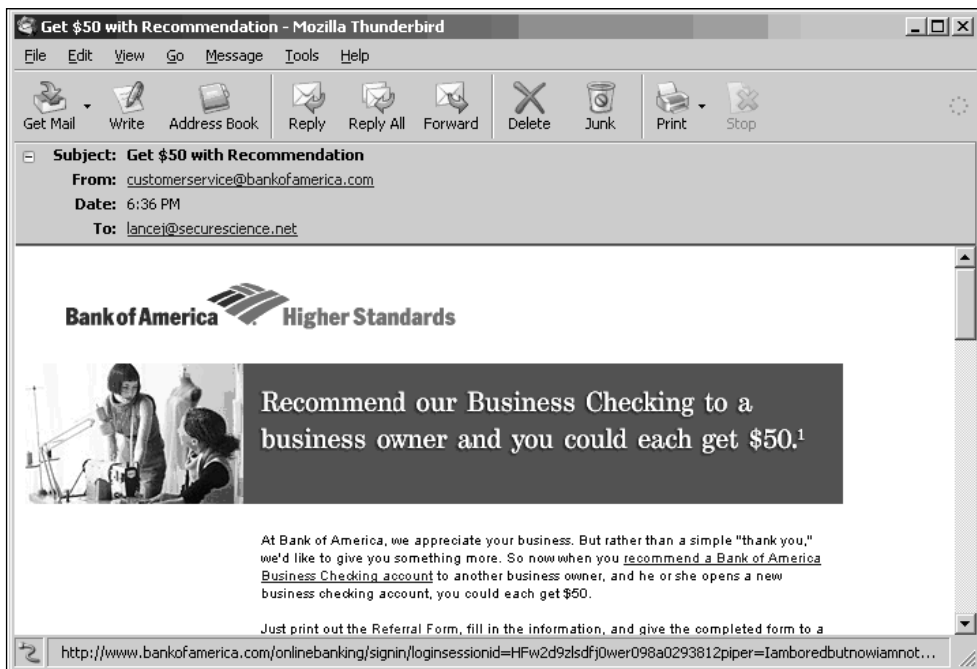 Get $50 with Recommendation - Mozilla Thunderbird
File Edit View Go Message Tools Help
Get Mail Write Address Book Reply Reply All Forward Delete Junk Print Stop
Subject: Get $50 with Recommendation
From: customerservice@bankofamerica.com
Date: 6:36 PM
To: lancej@securescience.net
Bank of America Higher Standards
Recommend our Business Checking to a
business owner and you could each get $50.¹
At Bank of America, we appreciate your business. But rather than a simple "thank you,"
we'd like to give you something more. So now when you recommend a Bank of America
Business Checking account to another business owner, and he or she opens a new
business checking account, you could each get $50.
Just print out the Referral Form, fill in the information, and give the completed form to a
http://www.bankofamerica.com/onlinebanking/signin/loginsessionid=HFw2d9zlsdfj0wer098a0293812piper=Iamboredbutnowiamnot...